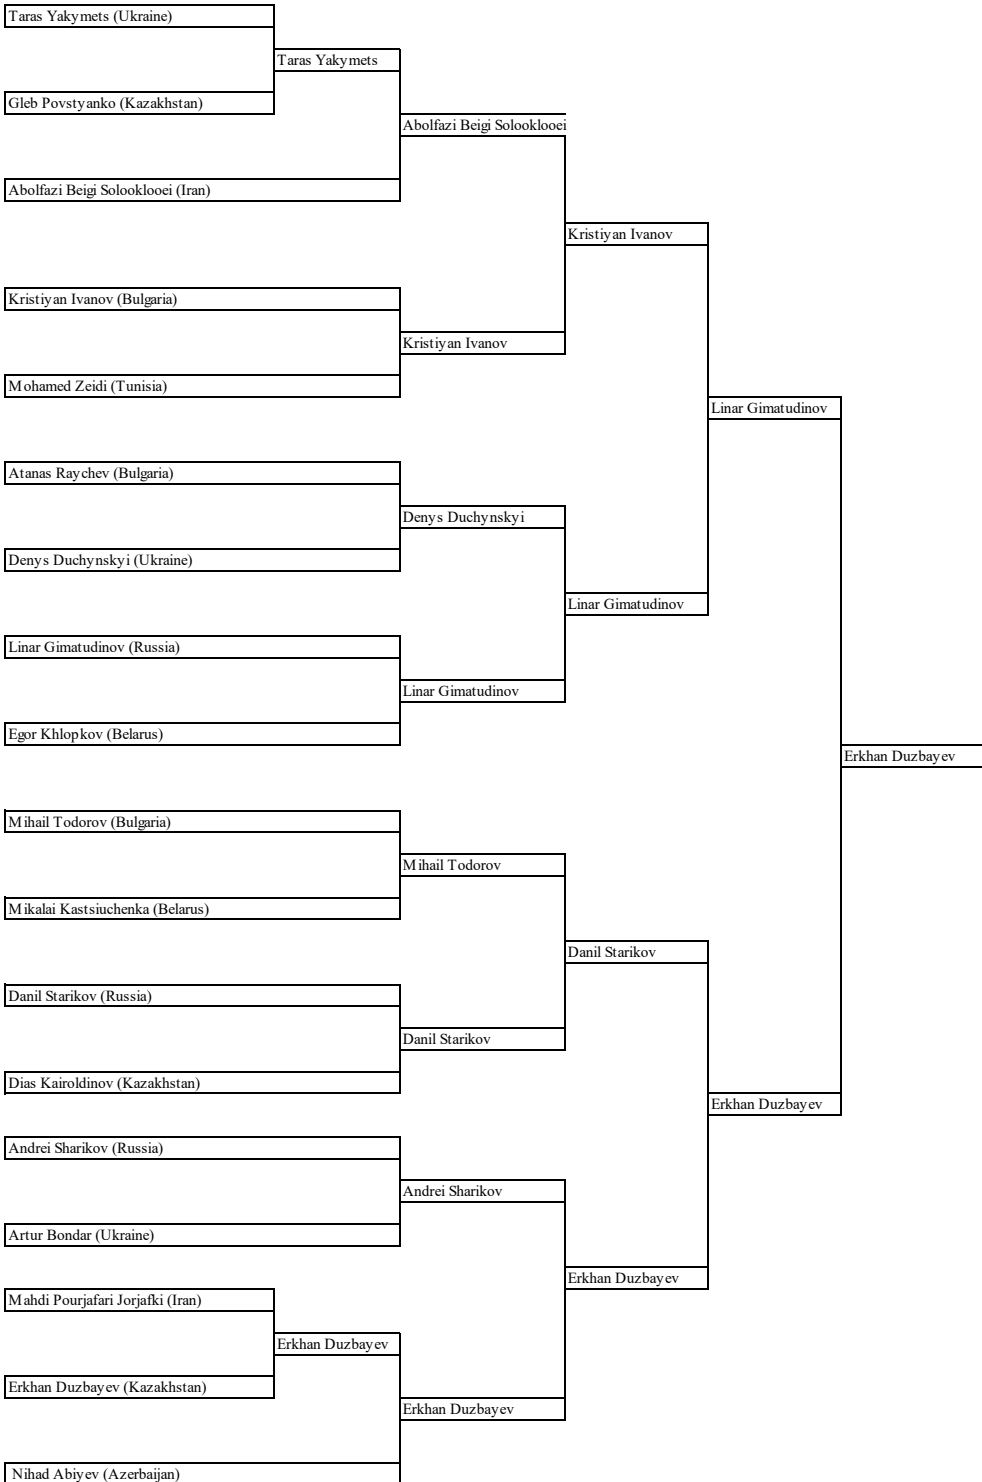 Taras Yakymets (Ukraine)
Taras Yakymets
Gleb Povstyanko (Kazakhstan)
Abolfazi Beigi Solooklooei
Abolfazi Beigi Solooklooei (Iran)
Kristiyan Ivanov
Kristiyan Ivanov (Bulgaria)
Kristiyan Ivanov
Mohamed Zeidi (Tunisia)
Linar Gimatudinov
Atanas Raychev (Bulgaria)
Denys Duchynskyi
Denys Duchynskyi (Ukraine)
Linar Gimatudinov
Linar Gimatudinov (Russia)
Linar Gimatudinov
Egor Khlopkov (Belarus)
Erkhan Duzbayev
Mihail Todorov (Bulgaria)
Mihail Todorov
Mikalai Kastsiuchenka (Belarus)
Danil Starikov
Danil Starikov (Russia)
Danil Starikov
Dias Kairoldinov (Kazakhstan)
Erkhan Duzbayev
Andrei Sharikov (Russia)
Andrei Sharikov
Artur Bondar (Ukraine)
Erkhan Duzbayev
Mahdi Pourjafari Jorjafki (Iran)
Erkhan Duzbayev
Erkhan Duzbayev (Kazakhstan)
Erkhan Duzbayev
Nihad Abiyev (Azerbaijan)